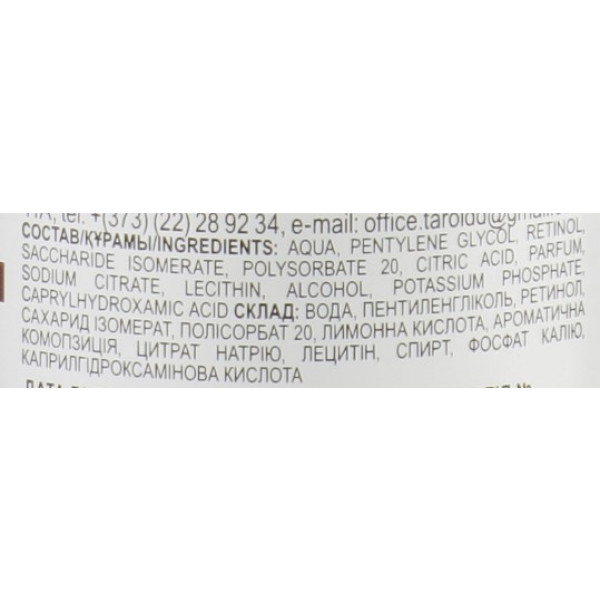 tel. +(373) (22) 28 92 34, e-mail:
СОСТАВ/ҚҰРАМЫ/INGREDIENTS: AQUA, PENTYLENE GLYCOL, RETINOL,
SACCHARIDE ISOMERATE, POLYSORBATE 20, CITRIC ACID, PARFUM,
SODIUM CITRATE, LECITHIN, ALCOHOL, POTASSIUM PHOSPHATE,
CAPRYLHYDROXAMIC ACID СКЛАД: ВОДА, ПЕНТИЛЕНГЛІКОЛЬ, РЕТИНОЛ,
САХАРИД ІЗОМЕРАТ, ПОЛІСОРБАТ 20, ЛИМОННА КИСЛОТА, АРОМАТИЧНА
КОМОПЗИЦІЯ, ЦИТРАТ НАТРІЮ, ЛЕЦИТІН, СПИРТ, ФОСФАТ КАЛІЮ,
КАПРИЛГІДРОКСАМІНОВА КИСЛОТА